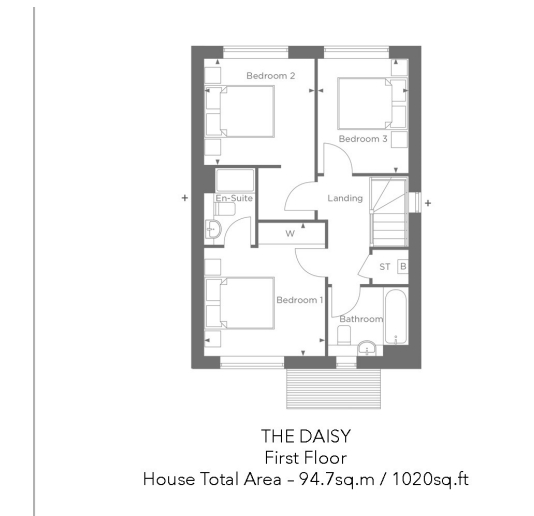 Bedroom 2
Bedroom 3
En-Suite
Landing
W
ST B
Bedroom 1
Bathroom
THE DAISY
First Floor
House Total Area – 94.7sq.m / 1020sq.ft